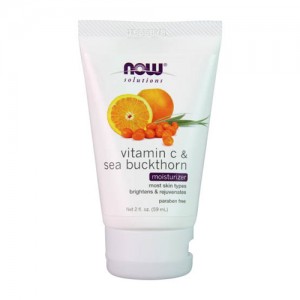 now
solutions
vitamin c &
sea buckthorn
moisturizer
most skin types
brightens & rejuvenates
paraben free
Net 2 fl. oz. (59 mL)